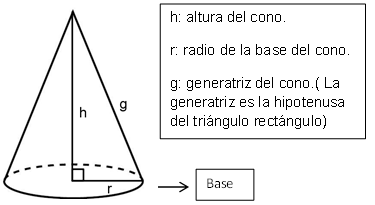 h: altura del cono.
r: radio de la base del cono.
g: generatriz del cono.( La
generatriz es la hipotenusa
del triángulo rectángulo)
h
g
r
Base